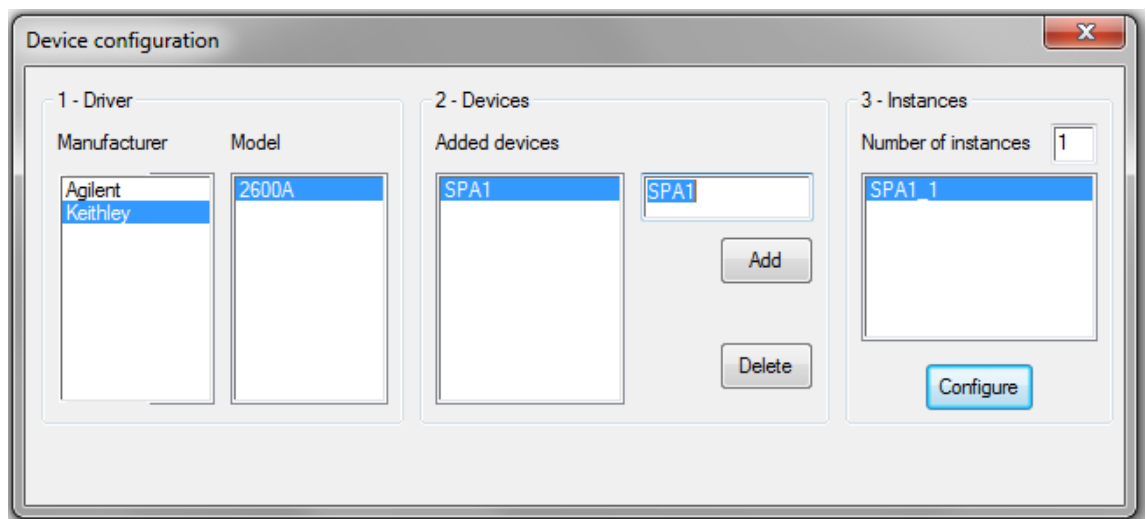 Device configuration
1 - Driver
Manufacturer
Model
Agilent
Keithley
2600A
2 - Devices
Added devices
SPA1
SPA1
Add
Delete
3 - Instances
Number of instances
1
SPA1_1
Configure